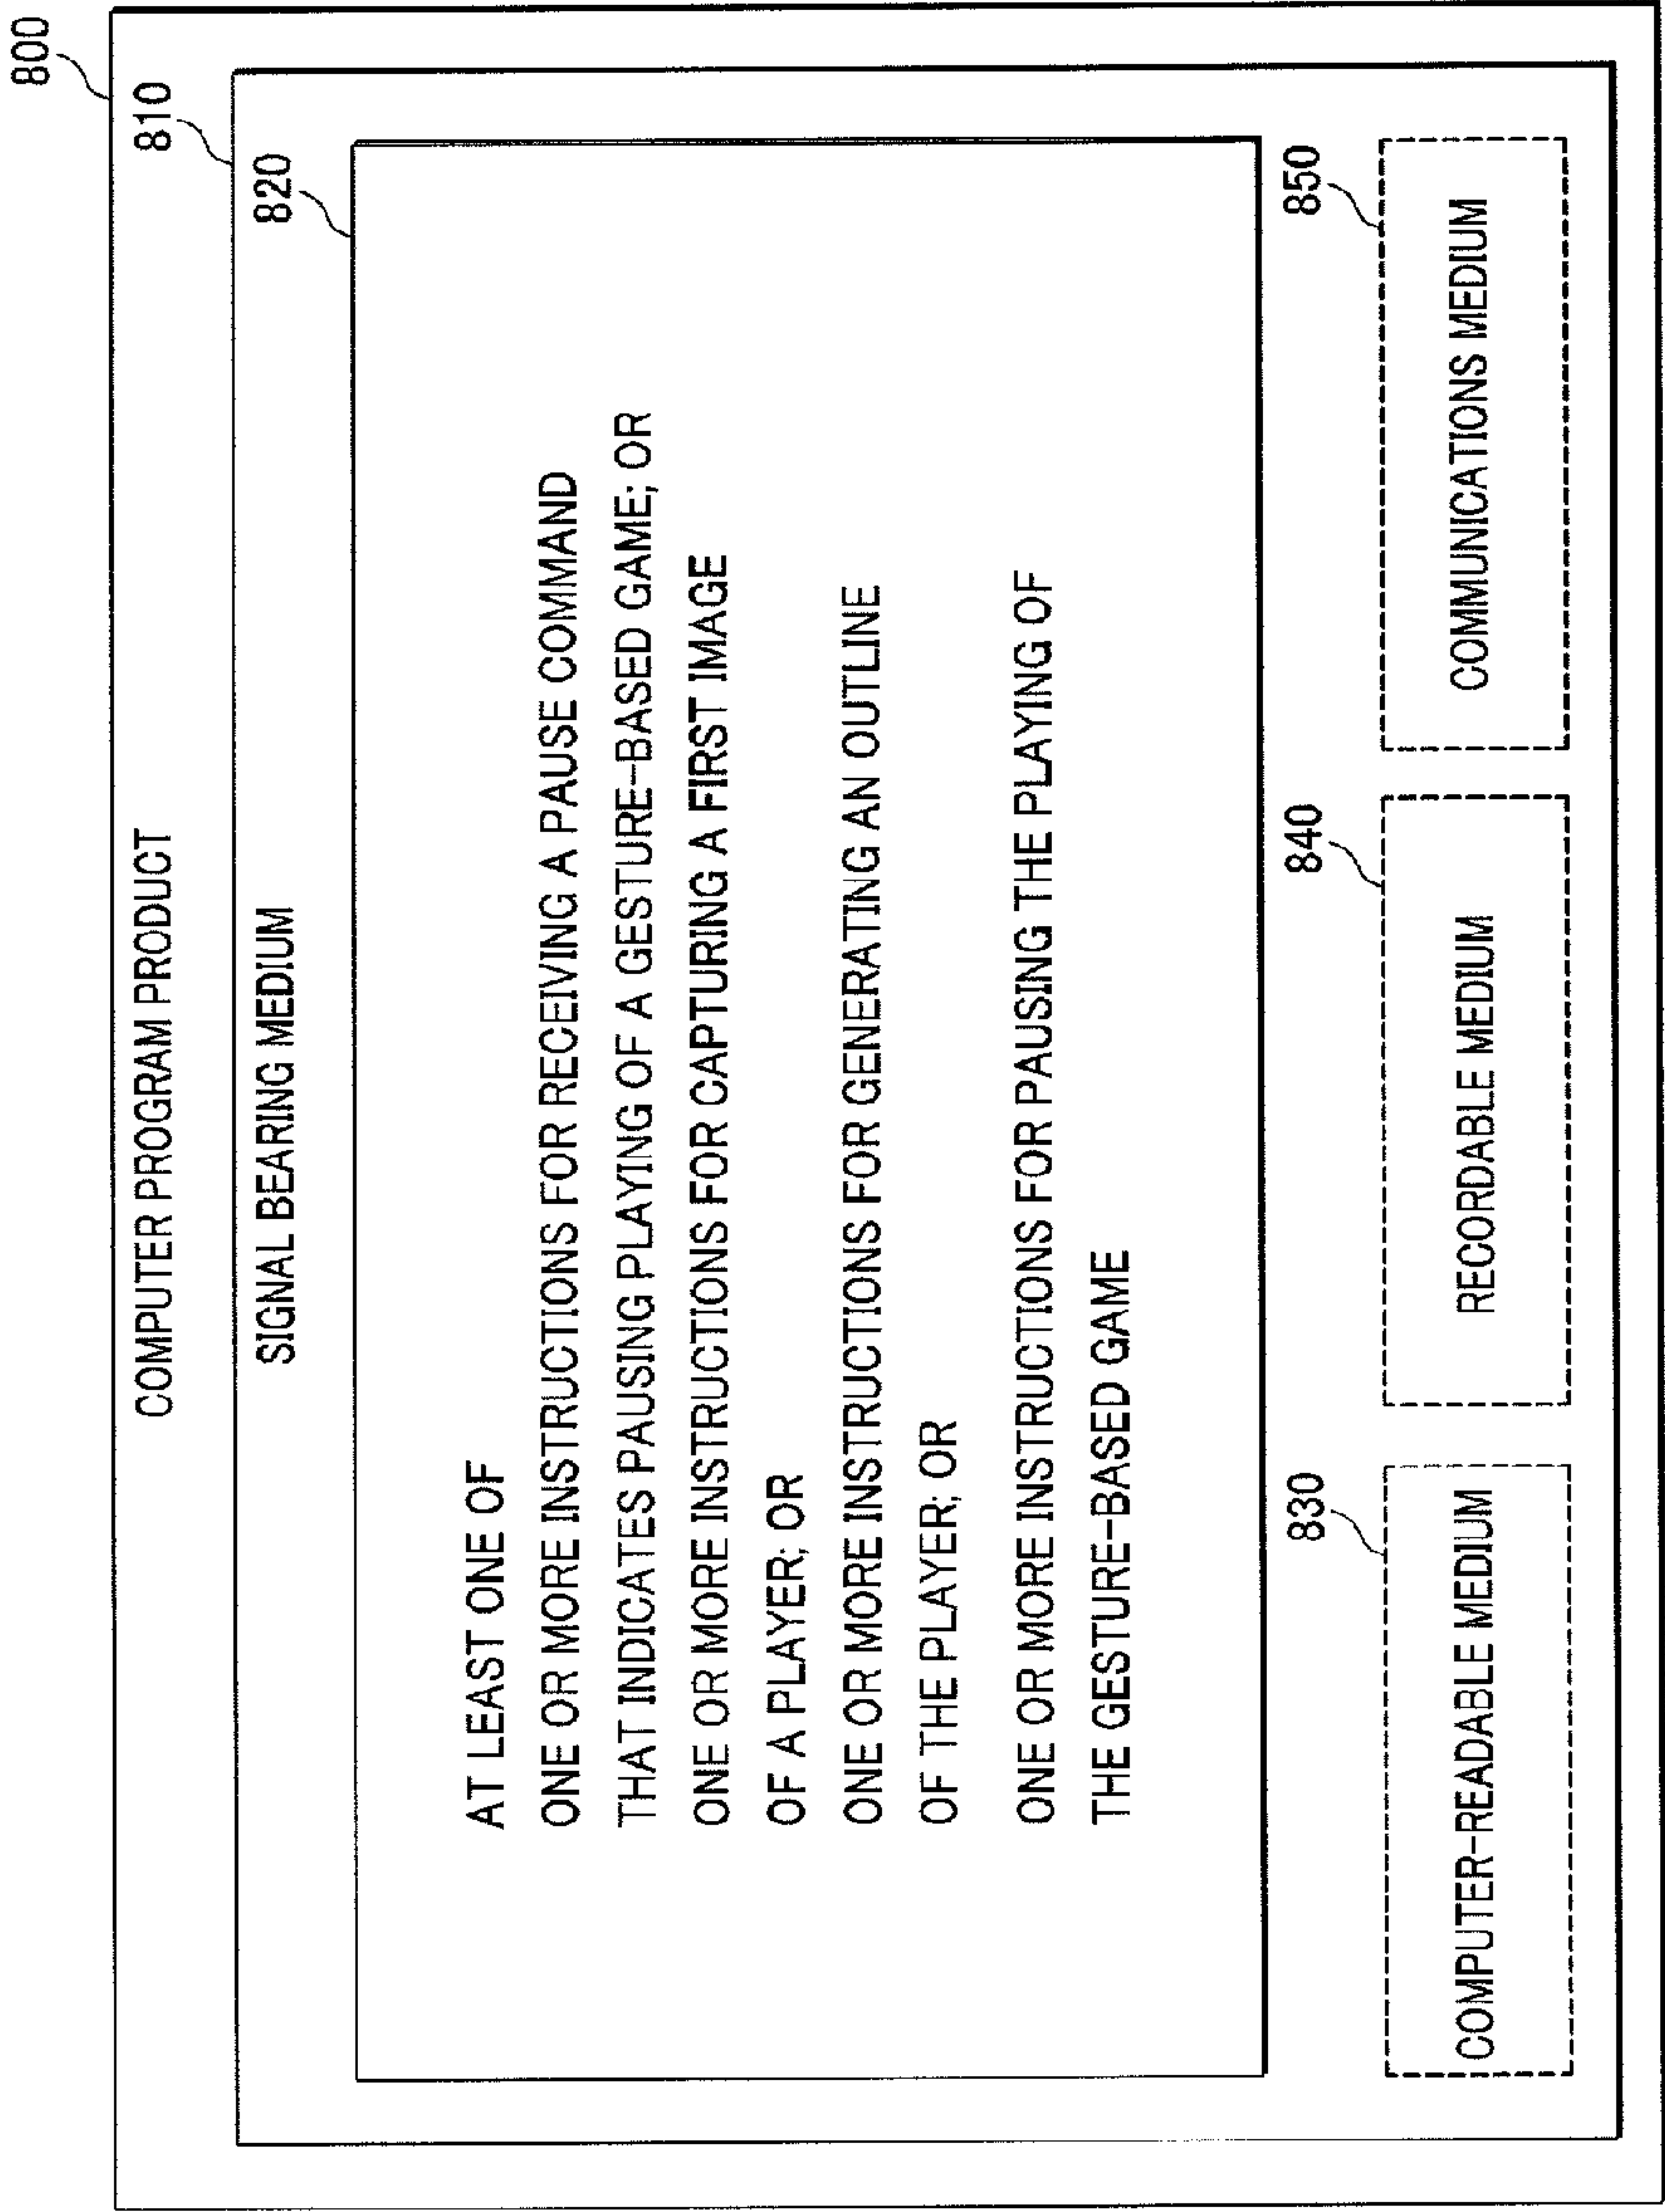 800
COMPUTER PROGRAM PRODUCT
810
SIGNAL BEARING MEDIUM
820
AT LEAST ONE OF
ONE OR MORE INSTRUCTIONS FOR RECEIVING A PAUSE COMMAND
THAT INDICATES PAUSING PLAYING OF A GESTURE-BASED GAME; OR
ONE OR MORE INSTRUCTIONS FOR CAPTURING A FIRST IMAGE
OF A PLAYER; OR
ONE OR MORE INSTRUCTIONS FOR GENERATING AN OUTLINE
OF THE PLAYER; OR
ONE OR MORE INSTRUCTIONS FOR PAUSING THE PLAYING OF
THE GESTURE-BASED GAME
830
COMPUTER-READABLE MEDIUM
840
RECORDABLE MEDIUM
850
COMMUNICATIONS MEDIUM